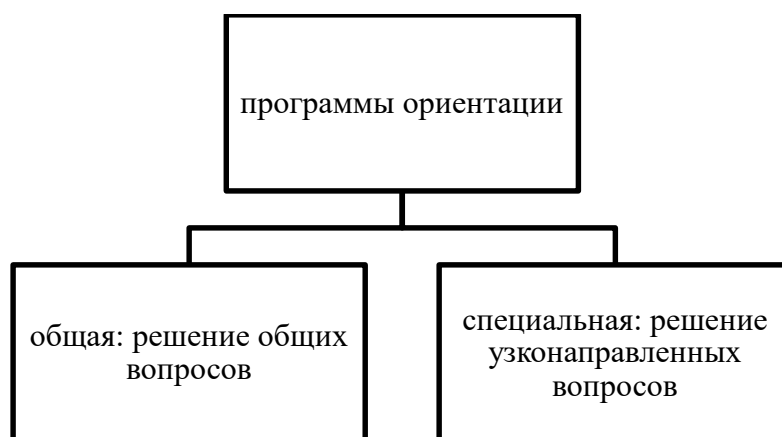 программы ориентации
общая: решение общих
вопросов
специальная: решение
узконаправленных
вопросов